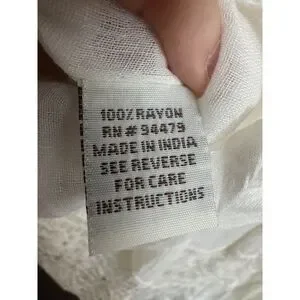 100% RAYON
RN # 94479
MADE IN INDIA
SEE REVERSE
FOR CARE
INSTRUCTIONS